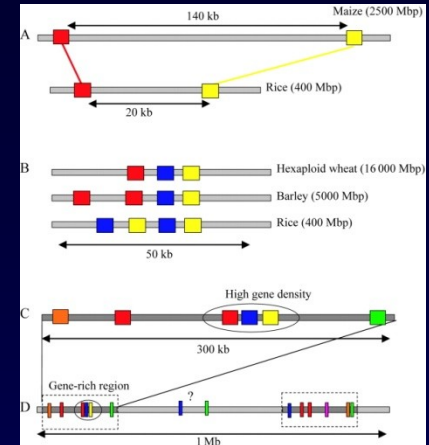 Maize (2500 Mbp)
140 kb
A
Rice (400 Mbp)
20 kb
B
Hexaploid wheat (16 000 Mbp)
Barley (5000 Mbp)
Rice (400 Mbp)
50 kb
High gene density
C
300 kb
Gene-rich region
?
D
1 Mb